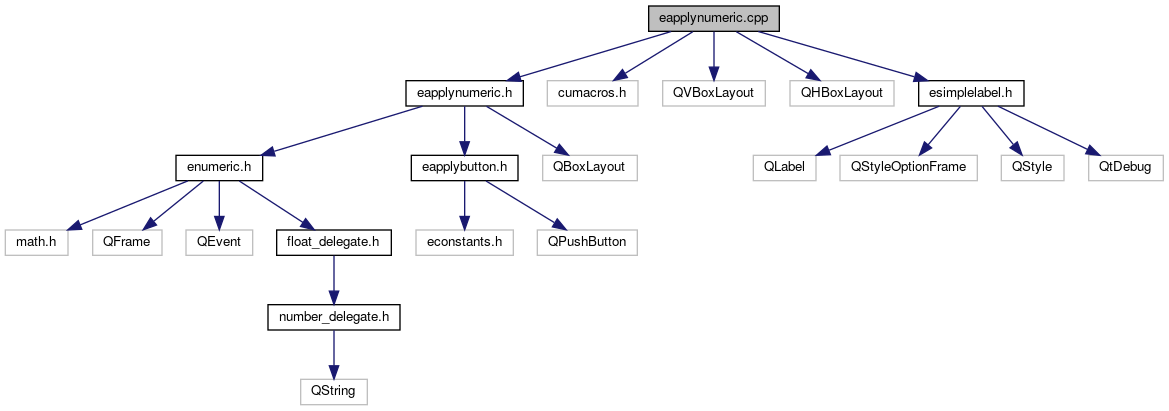 eapplynumeric.cpp
eapplynumeric.h
cumacros.h
QVBoxLayout
QHBoxLayout
esimplelabel.h
enumeric.h
eapplybutton.h
QBoxLayout
QLabel
QStyleOptionFrame
QStyle
QtDebug
math.h
QFrame
QEvent
float_delegate.h
econstants.h
QPushButton
number_delegate.h
QString